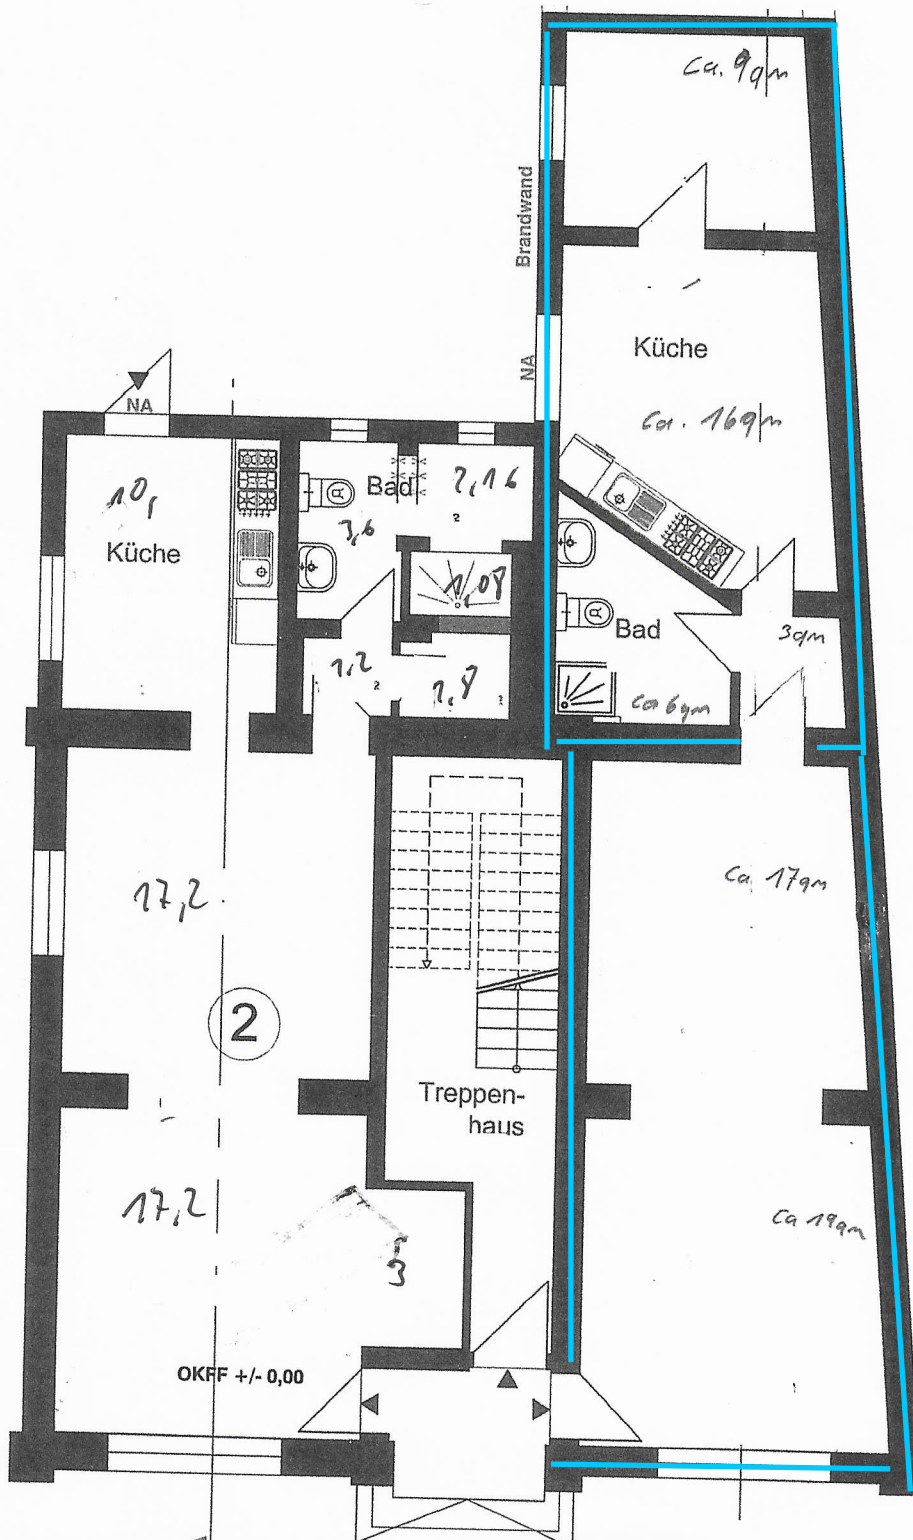 ca. 9qm
Brandwand
NA
Küche
ca. 16qm
NA
10,
Küche
Bad
3,6
2
2,16
1,08
1,2
2
1,8
2
Bad
3qm
ca 6qm
17,2
2
Ca 17qm
Treppen-
haus
17,2
3
Ca 19qm
OKFF +/- 0,00